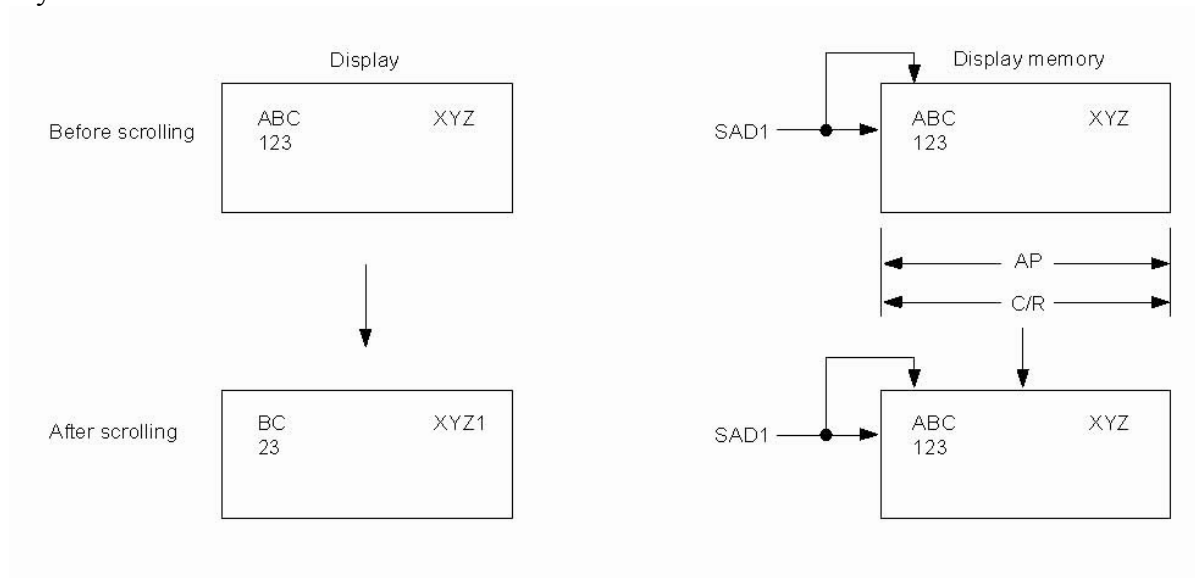 Display
Display memory
Before scrolling
ABC XYZ
123
SAD1
ABC XYZ
123
AP
C/R
After scrolling
BC XYZ1
23
SAD1
ABC XYZ
123